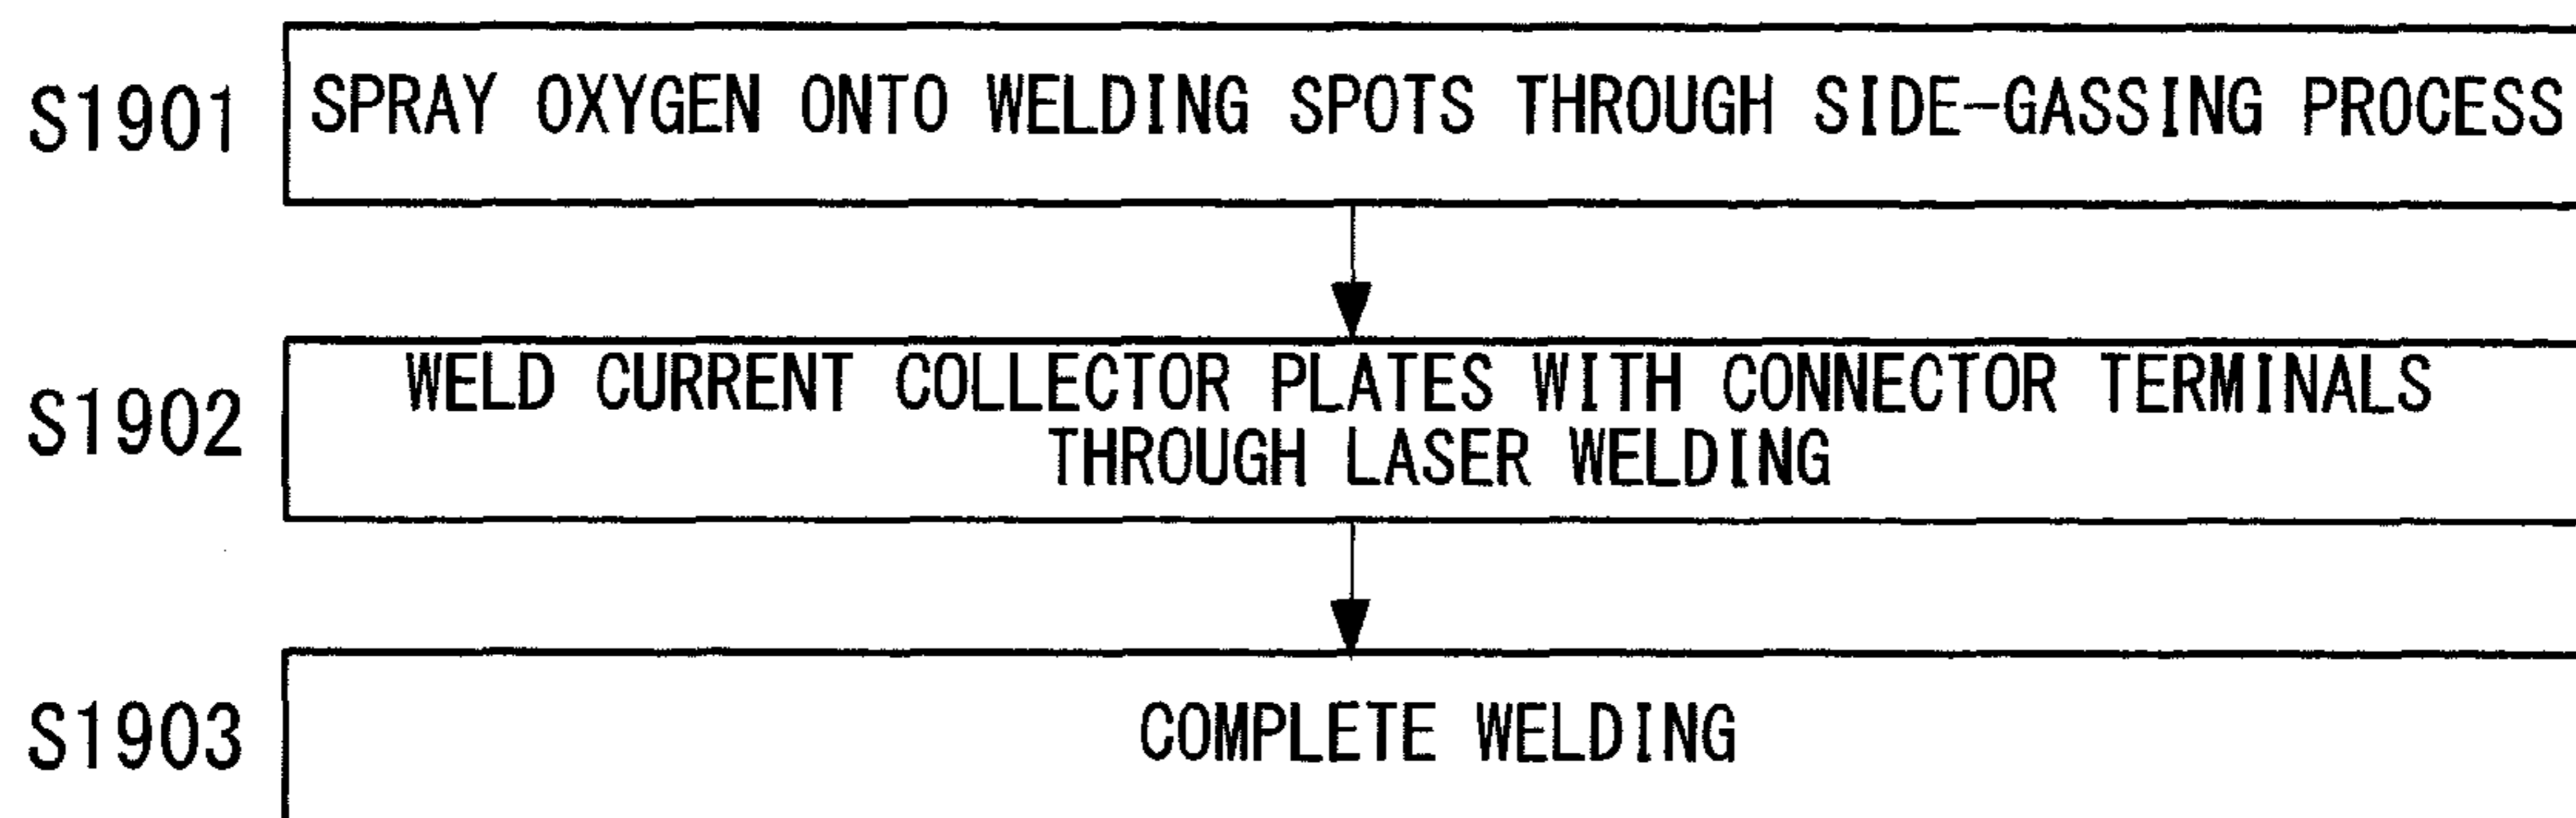 S1901 SPRAY OXYGEN ONTO WELDING SPOTS THROUGH SIDE-GASSING PROCESS
S1902 WELD CURRENT COLLECTOR PLATES WITH CONNECTOR TERMINALS
THROUGH LASER WELDING
S1903 COMPLETE WELDING